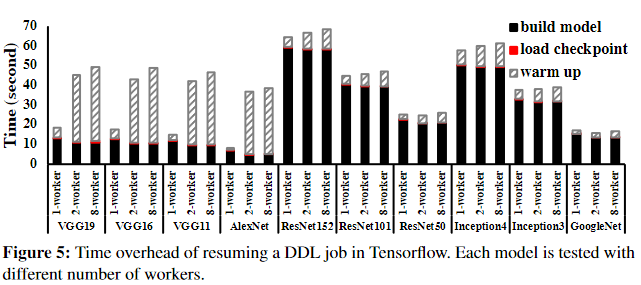 70
60
50
40
30
20
10
0
Time (second)
build model
load checkpoint
warm up
1-worker 2-worker 8-worker 1-worker 2-worker 8-worker 1-worker 2-worker 8-worker 1-worker 2-worker 8-worker 1-worker 2-worker 8-worker 1-worker 2-worker 8-worker 1-worker 2-worker 8-worker 1-worker 2-worker 8-worker 1-worker 2-worker 8-worker 1-worker 2-worker 8-worker
VGG19 VGG16 VGG11 AlexNet ResNet152 ResNet101 ResNet50 Inception4 Inception3 GoogleNet
Figure 5: Time overhead of resuming a DDL job in Tensorflow. Each model is tested with
different number of workers.